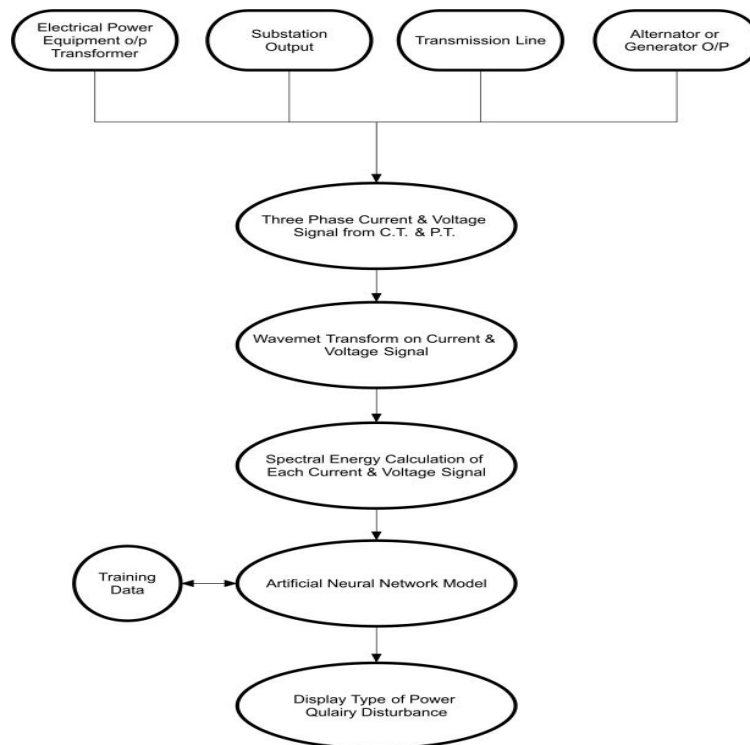 Electrical Power
Equipment o/p
Transformer
Substation
Output
Transmission Line
Alternator or
Generator O/P
Three Phase Current & Voltage
Signal from C.T. & P.T.
Wavemet Transform on Current &
Voltage Signal
Spectral Energy Calculation of
Each Current & Voltage Signal
Training
Data
Artificial Neural Network Model
Display Type of Power
Qulairy Disturbance